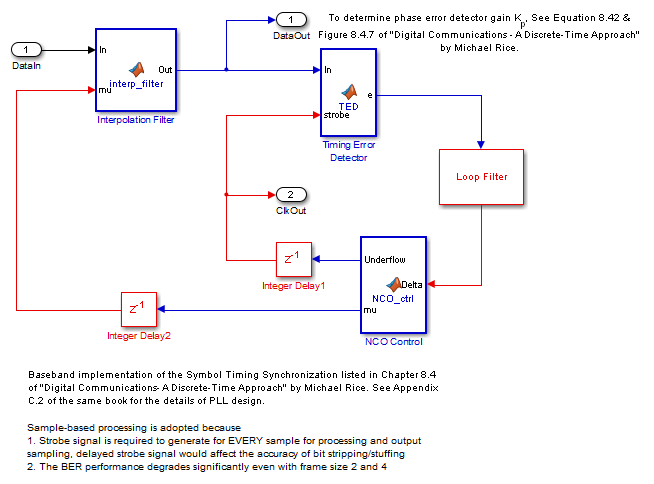 1
DataOut
To determine phase error detector gain Kp, See Equation 8.42 &
Figure 8.4.7 of "Digital Communications - A Discrete-Time Approach"
by Michael Rice.
1
DataIn
In
Out
interp_filter
mu
Interpolation Filter
In
e
TED
strobe
Timing Error
Detector
Loop Filter
2
ClkOut
z-1
Integer Delay1
Underflow
Delta
NCO_ctrl
mu
NCO Control
z-1
Integer Delay2
Baseband implementation of the Symbol Timing Synchronization listed in Chapter 8.4
of "Digital Communications- A Discrete-Time Approach" by Michael Rice. See Appendix
C.2 of the same book for the details of PLL design.
Sample-based processing is adopted because
1. Strobe signal is required to generate for EVERY sample for processing and output
sampling, delayed strobe signal would affect the accuracy of bit stripping/stuffing
2. The BER performance degrades significantly even with frame size 2 and 4